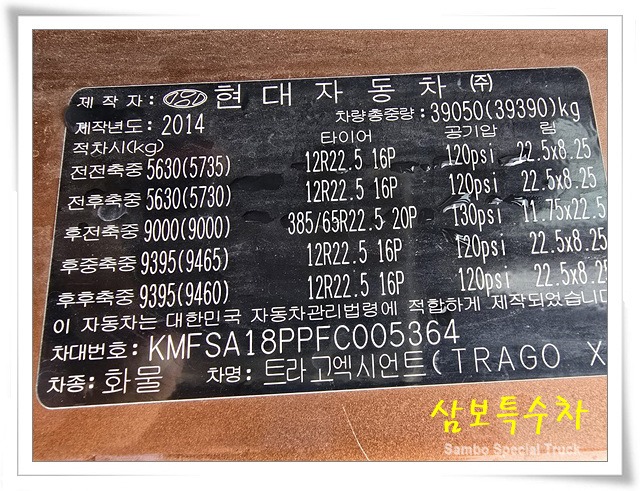 제작자: 현대자동차 ㈜
제작년도: 2014 차량총중량: 39050(39390)kg
적차시(kg) 타이어 공기압 림
전전축중 5630(5735) 12R22.5 16P 120psi 22.5x8.25
전후축중 5630(5730) 12R22.5 16P 120psi 22.5x8.25
후전축중 9000(9000) 385/65R22.5 20P 130psi 11.75x22.5
후중축중 9395(9465) 12R22.5 16P 120psi 22.5x8.25
후후축중 9395(9460) 12R22.5 16P 120psi 22.5x8.25
이 자동차는 대한민국 자동차관리법령에 적합하게 제작되었습니
차대번호: KMFSA18PPFC005364
차종: 화물 차명: 트라고엑시언트(TRAGO X
삼보특수차
Sambo Special Truck